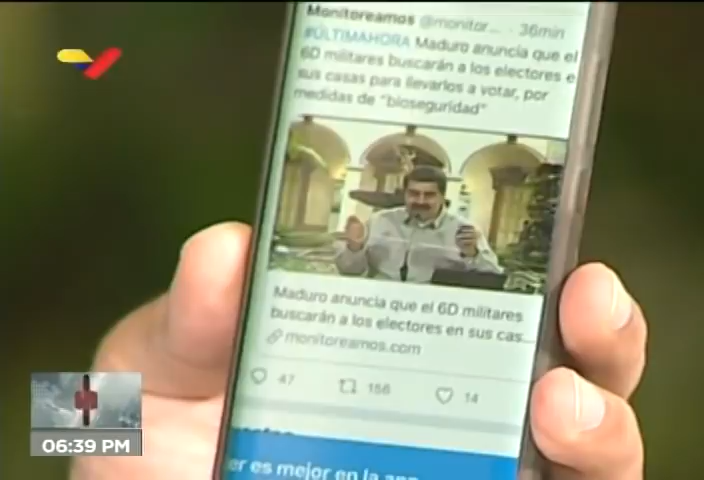 Monitoreamos @monitor... · 36min
#ÚLTIMAHORA Maduro anuncia que el
6D militares buscarán a los electores e
sus casas para llevarlos a votar, por
medidas de "bioseguridad"
Maduro anuncia que el 6D militares
buscarán a los electores en sus cas...
monitoreamos.com
47 156 14
er es mejor en la app
06:39 PM